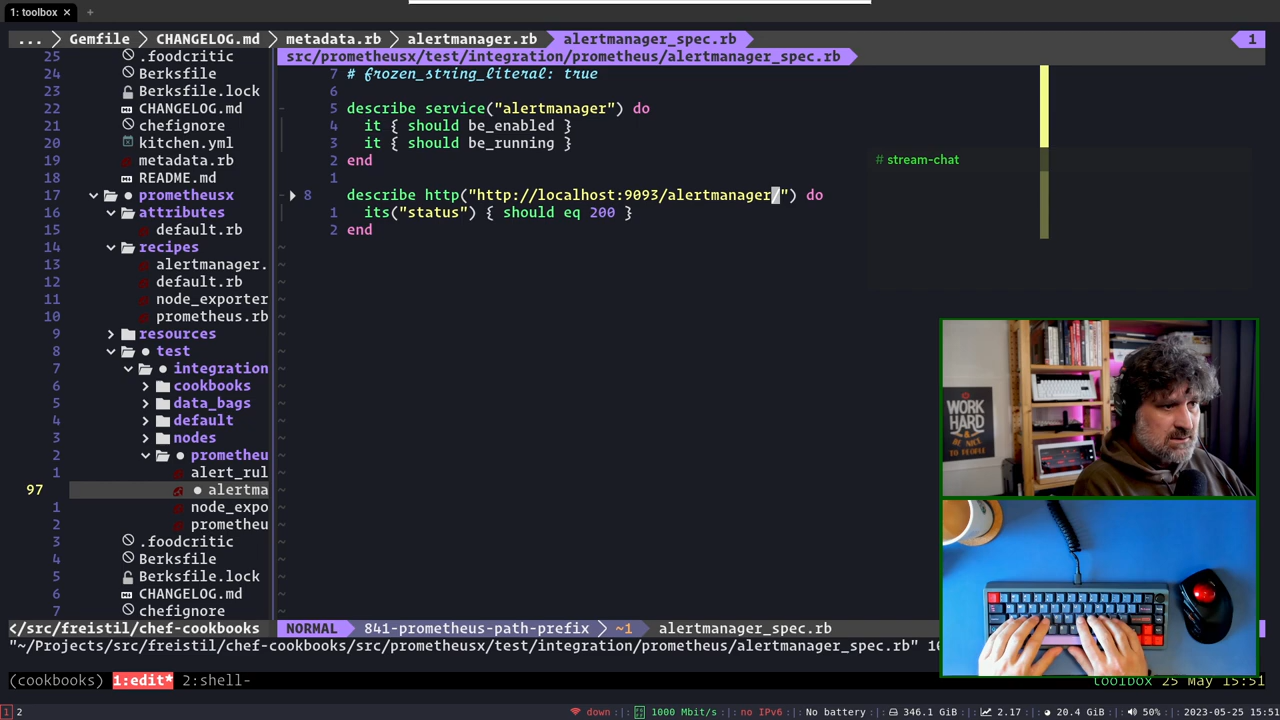 1: toolbox × +
... Gemfile CHANGELOG.md metadata.rb alertmanager.rb alertmanager_spec.rb 1
src/prometheusx/test/integration/prometheus/alertmanager_spec.rb
25 .foodcritic
24 Berksfile
23 Berksfile.lock
22 CHANGELOG.md
21 chefignore
20 kitchen.yml
19 metadata.rb
18 README.md
17 prometheusx
16 attributes
15 default.rb
14 recipes
13 alertmanager.
12 default.rb
11 node_exporter
10 prometheus.rb
9 resources
8 test
7 integration
6 cookbooks
5 data_bags
4 default
3 nodes
2 prometheu
1 alert_rul
97 alertma
1 node_expo
2 prometheu
3 .foodcritic
4 Berksfile
5 Berksfile.lock
6 CHANGELOG.md
7 chefignore
7 # frozen_string_literal: true
6
5 describe service("alertmanager") do
4 it { should be_enabled }
3 it { should be_running }
2 end
1
8 describe http("http://localhost:9093/alertmanager/") do
1 its("status") { should eq 200 }
2 end
# stream-chat
WORK
HARD
& BE NICE
TO PEOPLE
</src/freistil/chef-cookbooks NORMAL 841-prometheus-path-prefix ~1 alertmanager_spec.rb
"~/Projects/src/freistil/chef-cookbooks/src/prometheusx/test/integration/prometheus/alertmanager_spec.rb" 10
(cookbooks) 1:edit* 2:shell- toolbox 25 May 15:51
1 2 down :|: 1000 Mbit/s :|: no IPv6 :|: No battery :|: 346.1 GiB :|: 2.17 :|: 20.4 GiB :|: 50% :|: 2023-05-25 15:51